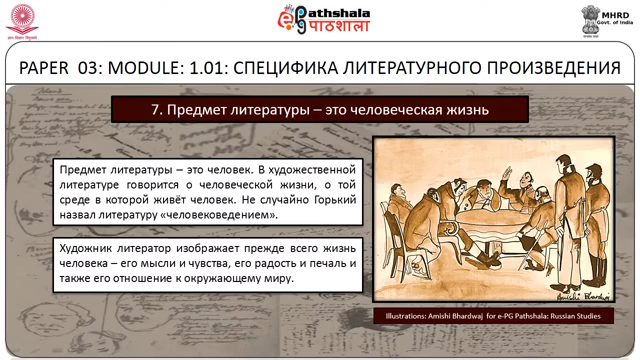 Pathshala
पाठशाला
MHRD
Govt. of India
PAPER 03: MODULE: 1.01: СПЕЦИФИКА ЛИТЕРАТУРНОГО ПРОИЗВЕДЕНИЯ
7. Предмет литературы – это человеческая жизнь
Предмет литературы – это человек. В художественной
литературе говорится о человеческой жизни, о той
среде в которой живёт человек. Не случайно Горький
назвал литературу «человековедением».
Художник литератор изображает прежде всего жизнь
человека – его мысли и чувства, его радость и печаль и
также его отношение к окружающему миру.
Amishi Bhardwaj
Illustrations: Amishi Bhardwaj for e-PG Pathshala: Russian Studies